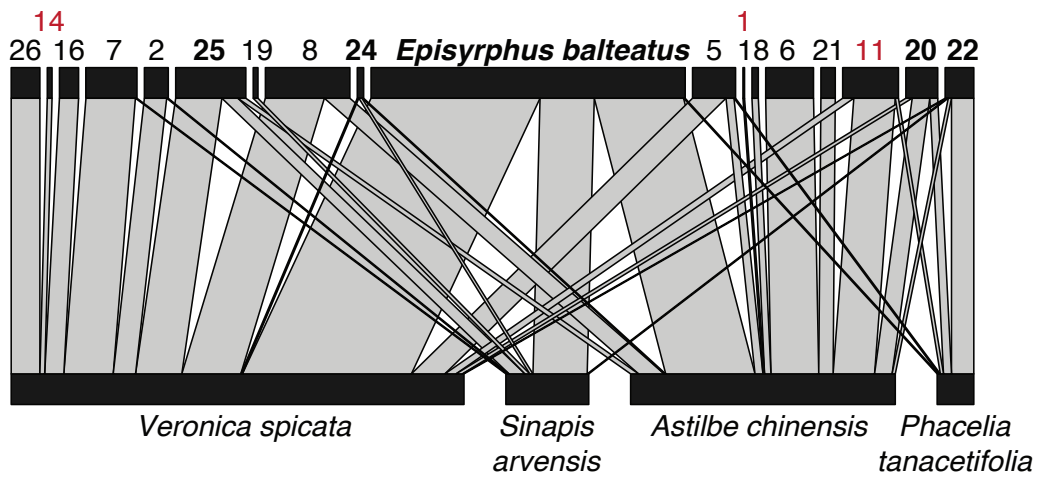 14 1
26 16 7 2 25 19 8 24 Episyrphus balteatus 5 18 6 21 11 20 22
Veronica spicata Sinapis Astilbe chinensis Phacelia
arvensis tanacetifolia